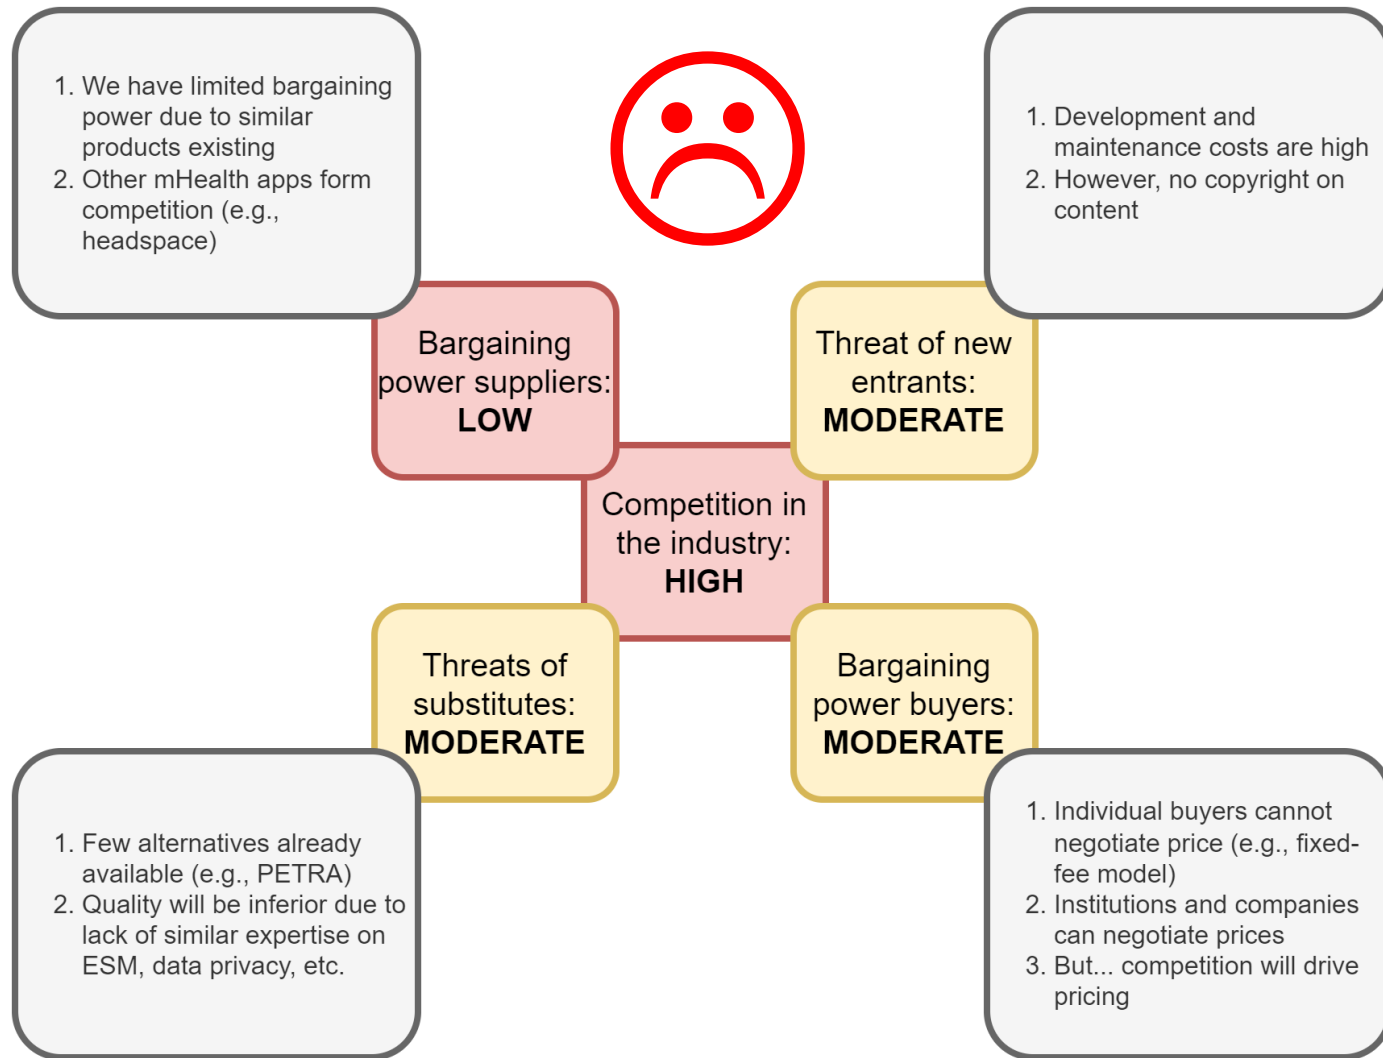 1. We have limited bargaining
power due to similar
products existing
2. Other mHealth apps form
competition (e.g.,
headspace)
1. Development and
maintenance costs are high
2. However, no copyright on
content
Bargaining
power suppliers:
LOW
Threat of new
entrants:
MODERATE
Competition in
the industry:
HIGH
Threats of
substitutes:
MODERATE
Bargaining
power buyers:
MODERATE
1. Few alternatives already
available (e.g., PETRA)
2. Quality will be inferior due to
lack of similar expertise on
ESM, data privacy, etc.
1. Individual buyers cannot
negotiate price (e.g., fixed-
fee model)
2. Institutions and companies
can negotiate prices
3. But... competition will drive
pricing